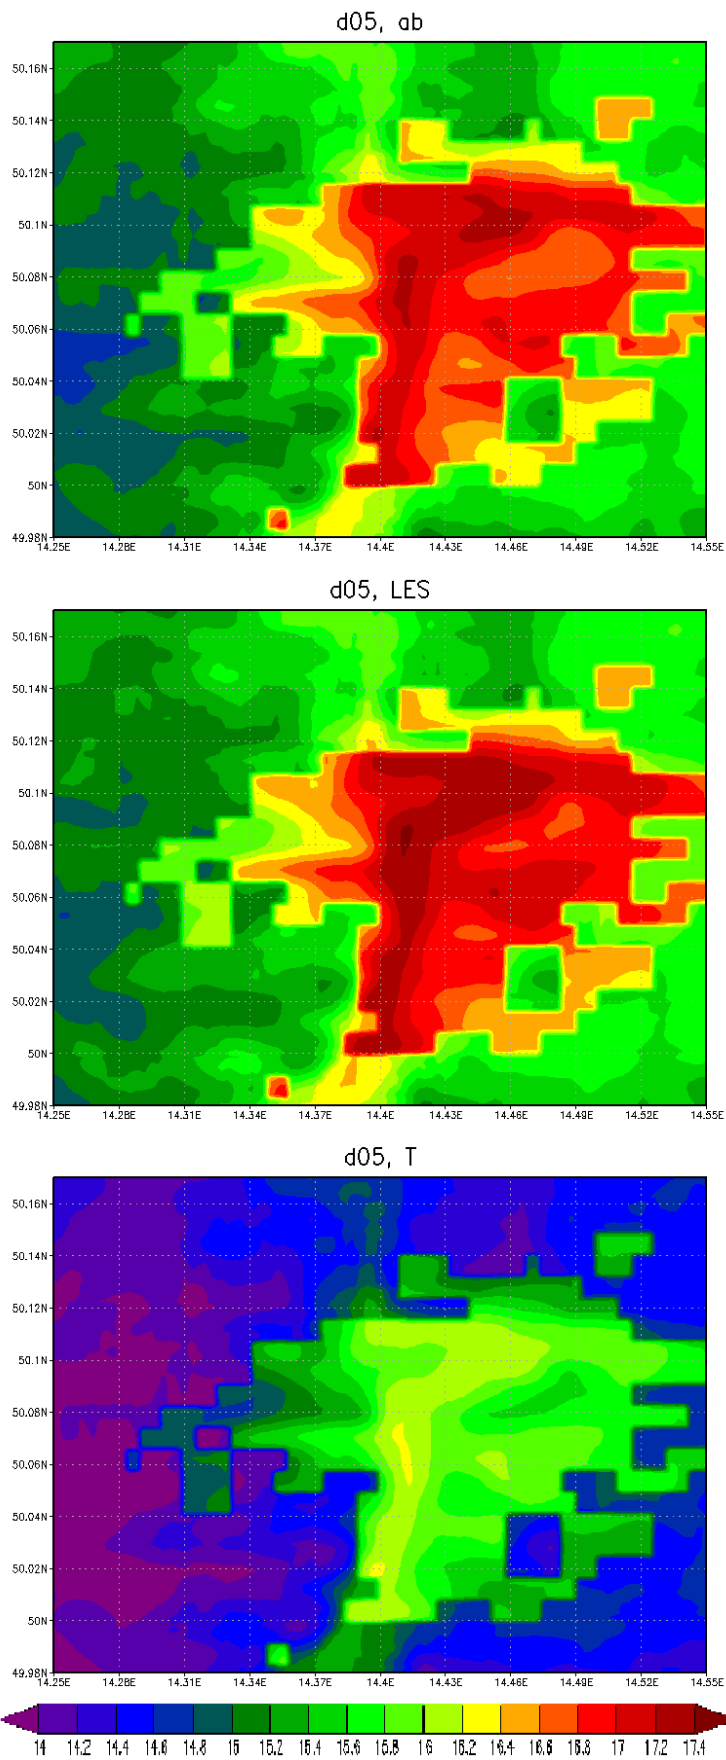 d05, ab
50.16N
50.14N
50.12N
50.1N
50.08N
50.06N
50.04N
50.02N
50N
49.98N
14.25E 14.28E 14.31E 14.34E 14.37E 14.4E 14.43E 14.46E 14.49E 14.52E 14.55E
d05, LES
50.16N
50.14N
50.12N
50.1N
50.08N
50.06N
50.04N
50.02N
50N
49.98N
14.25E 14.28E 14.31E 14.34E 14.37E 14.4E 14.43E 14.46E 14.49E 14.52E 14.55E
d05, T
50.16N
50.14N
50.12N
50.1N
50.08N
50.06N
50.04N
50.02N
50N
49.98N
14.25E 14.28E 14.31E 14.34E 14.37E 14.4E 14.43E 14.46E 14.49E 14.52E 14.55E
14 14.2 14.4 14.6 14.8 15 15.2 15.4 15.6 15.8 16 16.2 16.4 16.6 16.8 17 17.2 17.4